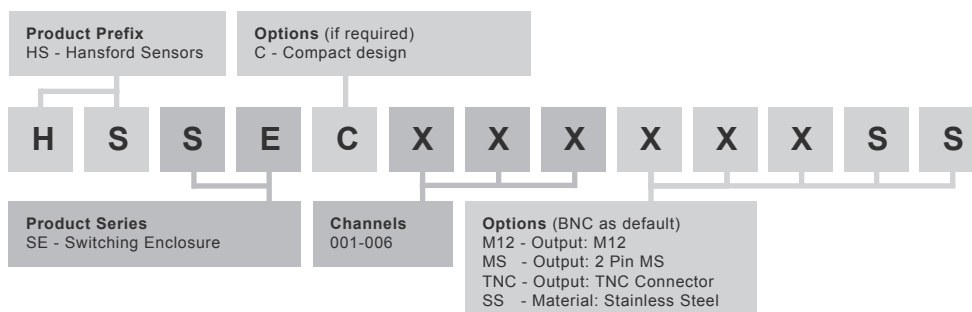 Product Prefix
HS - Hansford Sensors
Options (if required)
C - Compact design
H S S E C X X X X X X S S
Product Series
SE - Switching Enclosure
Channels
001-006
Options (BNC as default)
M12 - Output: M12
MS - Output: 2 Pin MS
TNC - Output: TNC Connector
SS - Material: Stainless Steel